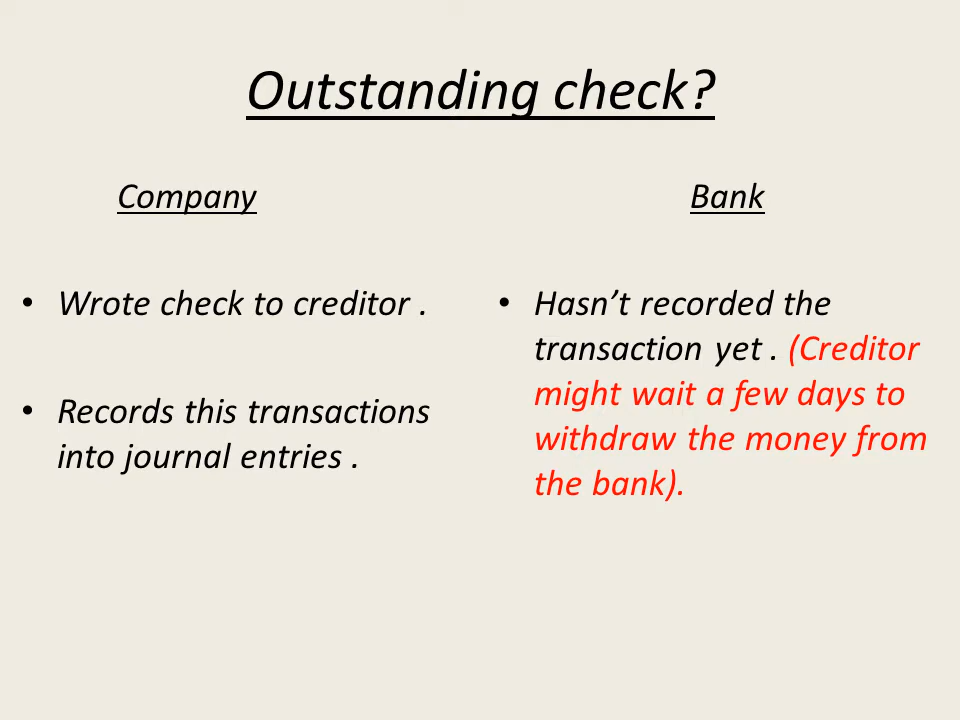 Outstanding check?
Company
• Wrote check to creditor .
• Records this transactions
into journal entries .
Bank
• Hasn’t recorded the
transaction yet . (Creditor
might wait a few days to
withdraw the money from
the bank).